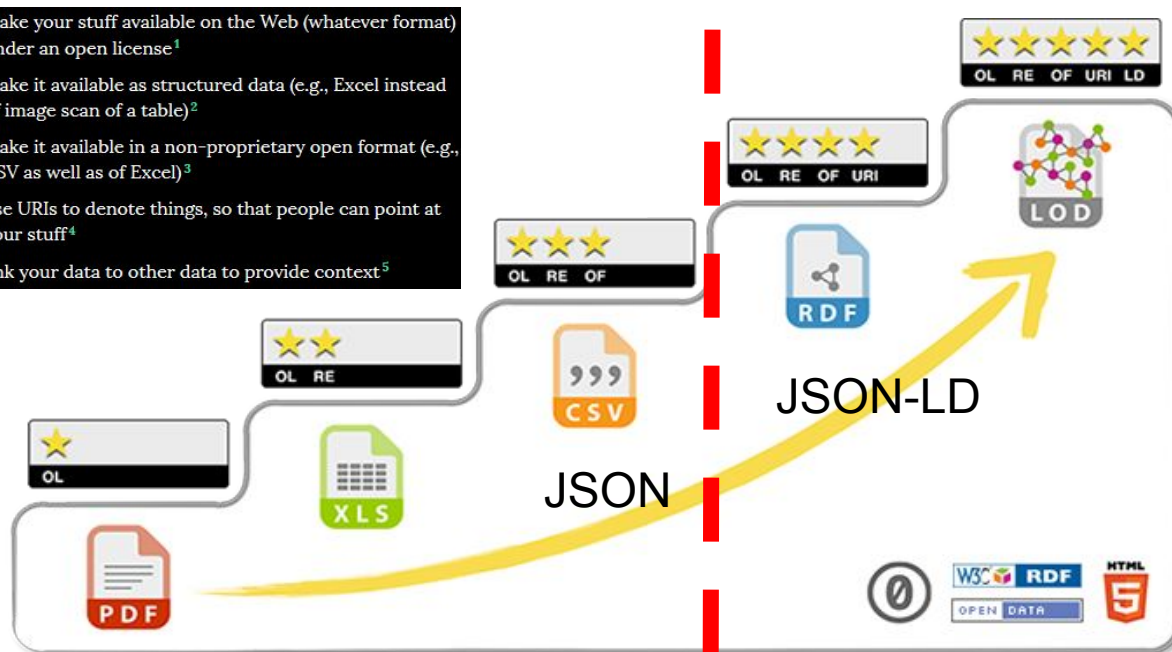 ake your stuff available on the Web (whatever format)
nder an open license¹
ake it available as structured data (e.g., Excel instead
f image scan of a table)²
ake it available in a non-proprietary open format (e.g.,
SV as well as of Excel)³
se URIs to denote things, so that people can point at
our stuff⁴
nk your data to other data to provide context⁵
OL RE OF URI LD
LOD
OL RE OF URI
RDF
OL RE OF
CSV
JSON-LD
OL RE
XLS
JSON
OL
PDF
0
W3C RDF
OPEN DATA
HTML
5